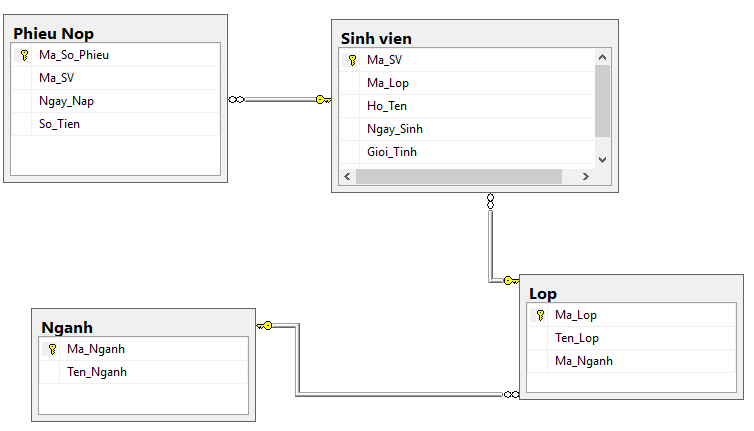 Phieu Nop
Ma_So_Phieu
Ma_SV
Ngay_Nap
So_Tien
Sinh vien
Ma_SV
Ma_Lop
Ho_Ten
Ngay_Sinh
Gioi_Tinh
Nganh
Ma_Nganh
Ten_Nganh
Lop
Ma_Lop
Ten_Lop
Ma_Nganh